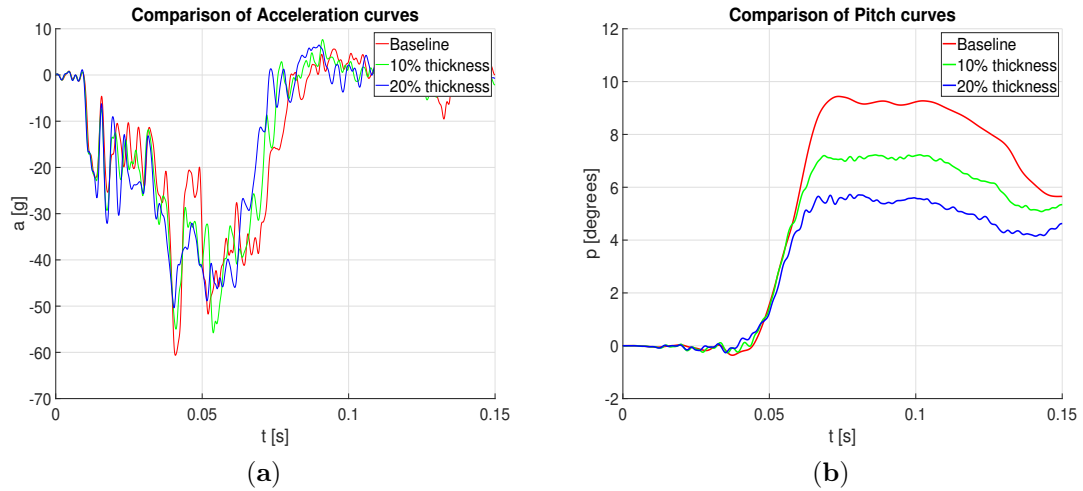 Comparison of Acceleration curves
10
0
-10
-20
-30
-40
-50
-60
-70
a [g]
0
0.05
0.1
0.15
t [s]
Baseline
10% thickness
20% thickness
(a)
Comparison of Pitch curves
12
10
8
6
4
2
0
-2
p [degrees]
0
0.05
0.1
0.15
t [s]
Baseline
10% thickness
20% thickness
(b)